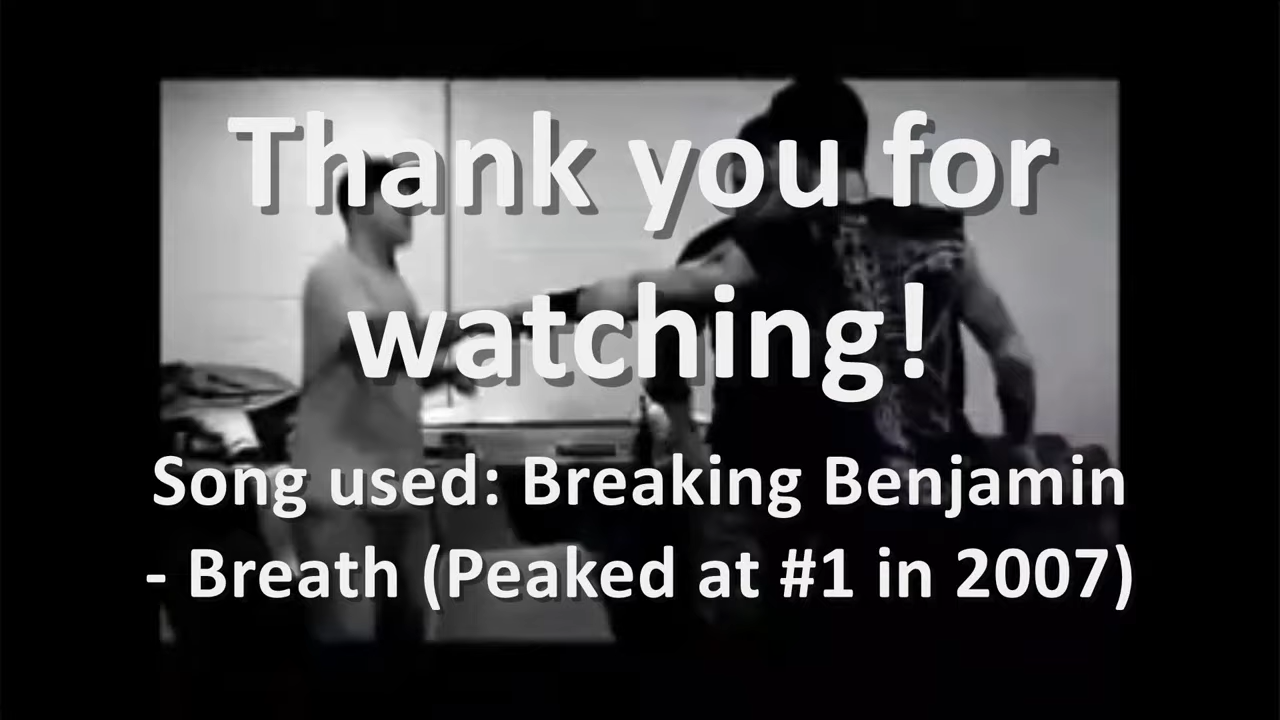 Thank you for
watching!
Song used: Breaking Benjamin
- Breath (Peaked at #1 in 2007)